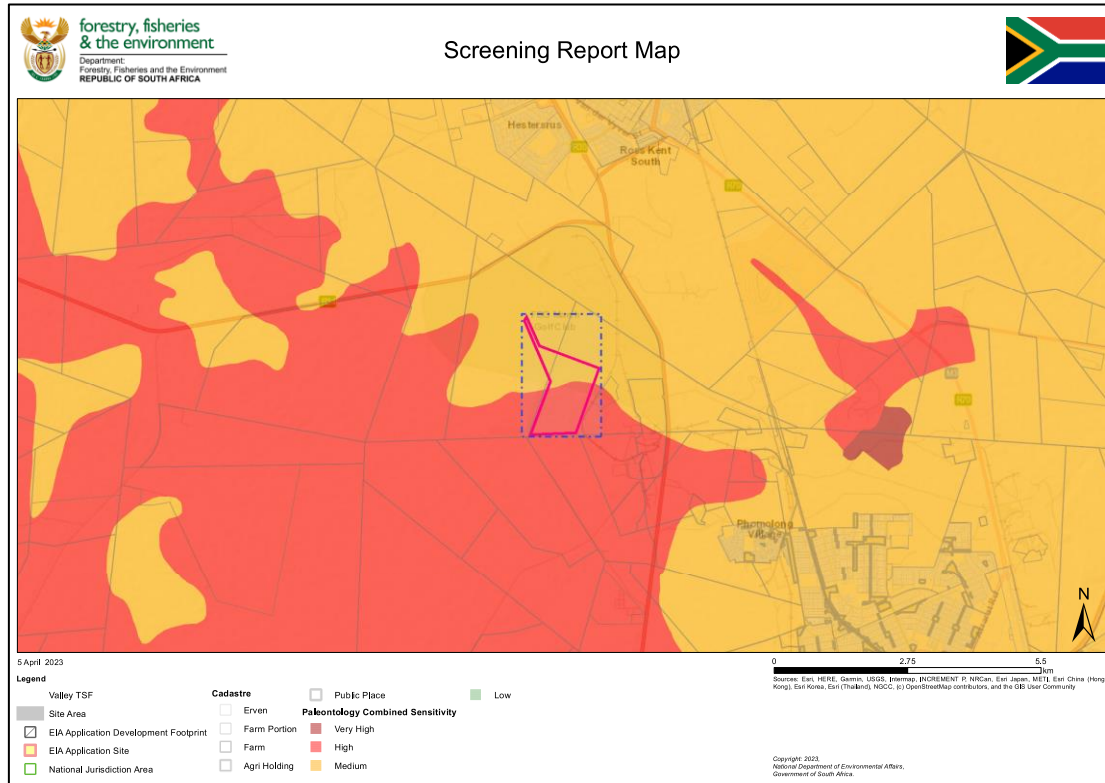 forestry, fisheries
& the environment
Department:
Forestry, Fisheries and the Environment
REPUBLIC OF SOUTH AFRICA
Screening Report Map
Hestersrus
Ross Kent
South
Golf Club
Phomolong
Village
N
5 April 2023
0 2.75 5.5
km
Sources: Esri, HERE, Garmin, USGS, Intermap, INCREMENT P, NRCan, Esri Japan, METI, Esri China (Hong
Kong), Esri Korea, Esri (Thailand), NGCC, (c) OpenStreetMap contributors, and the GIS User Community
Legend
Valley TSF
Site Area
EIA Application Development Footprint
EIA Application Site
National Jurisdiction Area
Cadastre
Erven
Farm Portion
Farm
Agri Holding
Public Place
Paleontology Combined Sensitivity
Very High
High
Medium
Low
Copyright: 2023,
National Department of Environmental Affairs,
Government of South Africa.